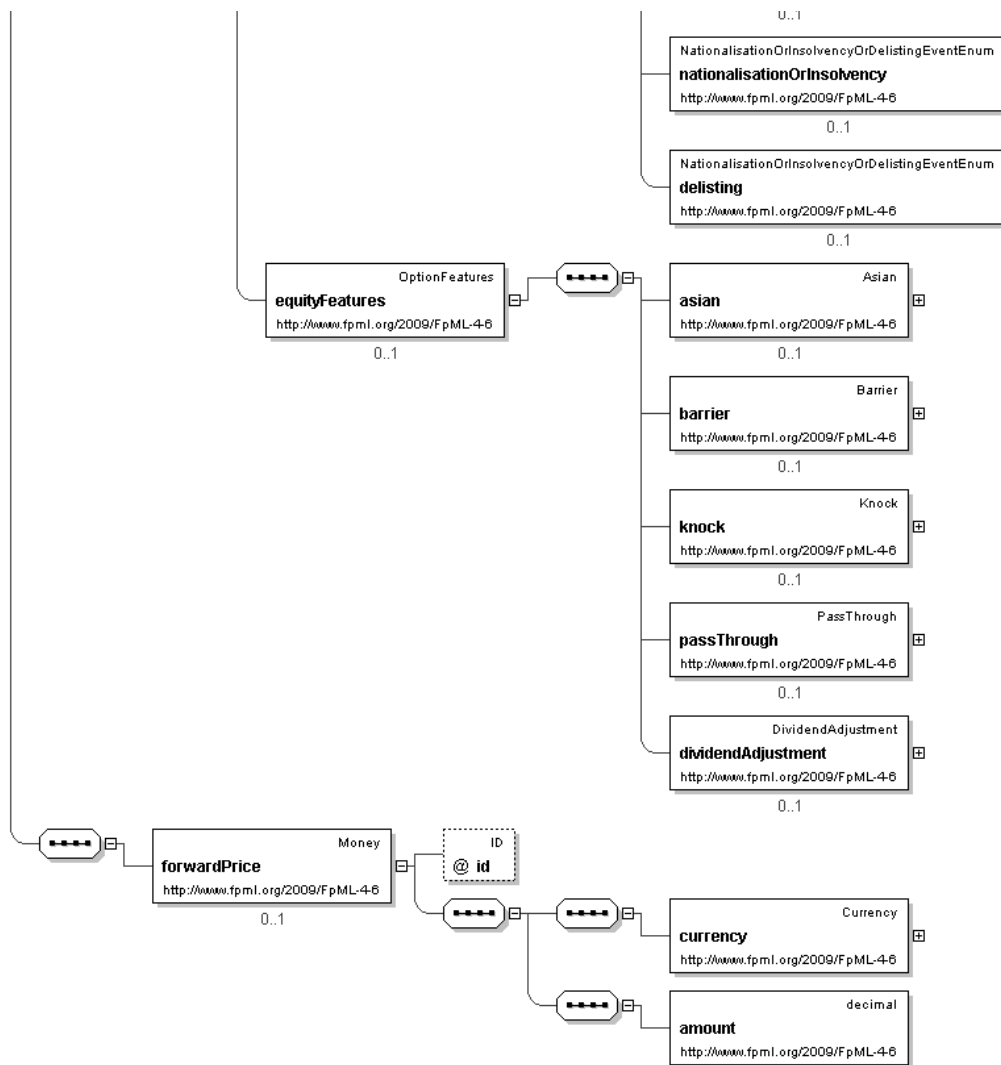 0..1
NationalisationOrInsolvencyOrDelistingEventEnum
nationalisationOrInsolvency
http://www.fpml.org/2009/FpML-4-6
0..1
NationalisationOrInsolvencyOrDelistingEventEnum
delisting
http://www.fpml.org/2009/FpML-4-6
0..1
OptionFeatures
equityFeatures
http://www.fpml.org/2009/FpML-4-6
0..1
Asian
asian
http://www.fpml.org/2009/FpML-4-6
0..1
Barrier
barrier
http://www.fpml.org/2009/FpML-4-6
0..1
Knock
knock
http://www.fpml.org/2009/FpML-4-6
0..1
PassThrough
passThrough
http://www.fpml.org/2009/FpML-4-6
0..1
DividendAdjustment
dividendAdjustment
http://www.fpml.org/2009/FpML-4-6
0..1
Money
forwardPrice
http://www.fpml.org/2009/FpML-4-6
0..1
ID
@ id
Currency
currency
http://www.fpml.org/2009/FpML-4-6
decimal
amount
http://www.fpml.org/2009/FpML-4-6